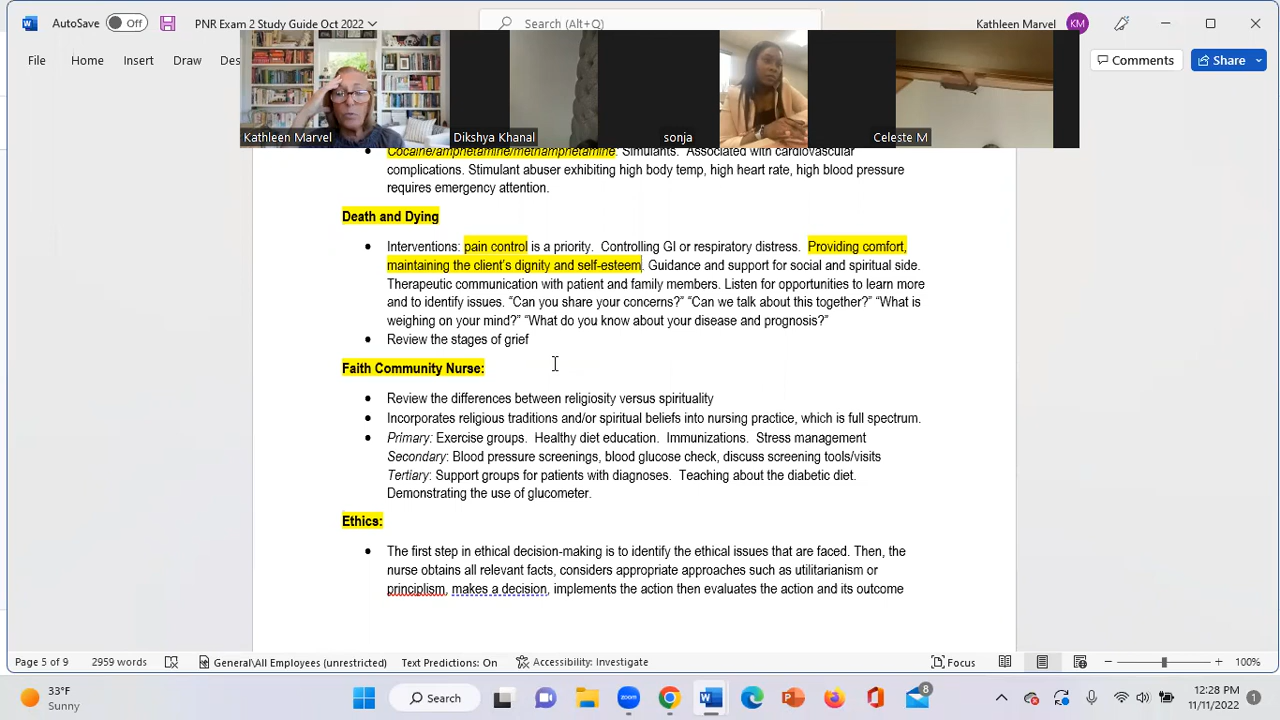 AutoSave Off PNR Exam 2 Study Guide Oct 2022 Search (Alt+Q) Kathleen Marvel KM
File Home Insert Draw Des Comments Share
Kathleen Marvel Dikshya Khanal sonja Celeste M
Cocaine/amphetamine/methamphetamine: Stimulants. Associated with cardiovascular
complications. Stimulant abuser exhibiting high body temp, high heart rate, high blood pressure
requires emergency attention.
Death and Dying
Interventions: pain control is a priority. Controlling GI or respiratory distress. Providing comfort,
maintaining the client's dignity and self-esteem. Guidance and support for social and spiritual side.
Therapeutic communication with patient and family members. Listen for opportunities to learn more
and to identify issues. “Can you share your concerns?” “Can we talk about this together?” “What is
weighing on your mind?” “What do you know about your disease and prognosis?”
Review the stages of grief
Faith Community Nurse:
Review the differences between religiosity versus spirituality
Incorporates religious traditions and/or spiritual beliefs into nursing practice, which is full spectrum.
Primary: Exercise groups. Healthy diet education. Immunizations. Stress management
Secondary: Blood pressure screenings, blood glucose check, discuss screening tools/visits
Tertiary: Support groups for patients with diagnoses. Teaching about the diabetic diet.
Demonstrating the use of glucometer.
Ethics:
The first step in ethical decision-making is to identify the ethical issues that are faced. Then, the
nurse obtains all relevant facts, considers appropriate approaches such as utilitarianism or
principlism, makes a decision, implements the action then evaluates the action and its outcome
Page 5 of 9 2959 words General\All Employees (unrestricted) Text Predictions: On Accessibility: Investigate Focus 100%
33°F
Sunny
Search
8
12:28 PM
11/11/2022
1